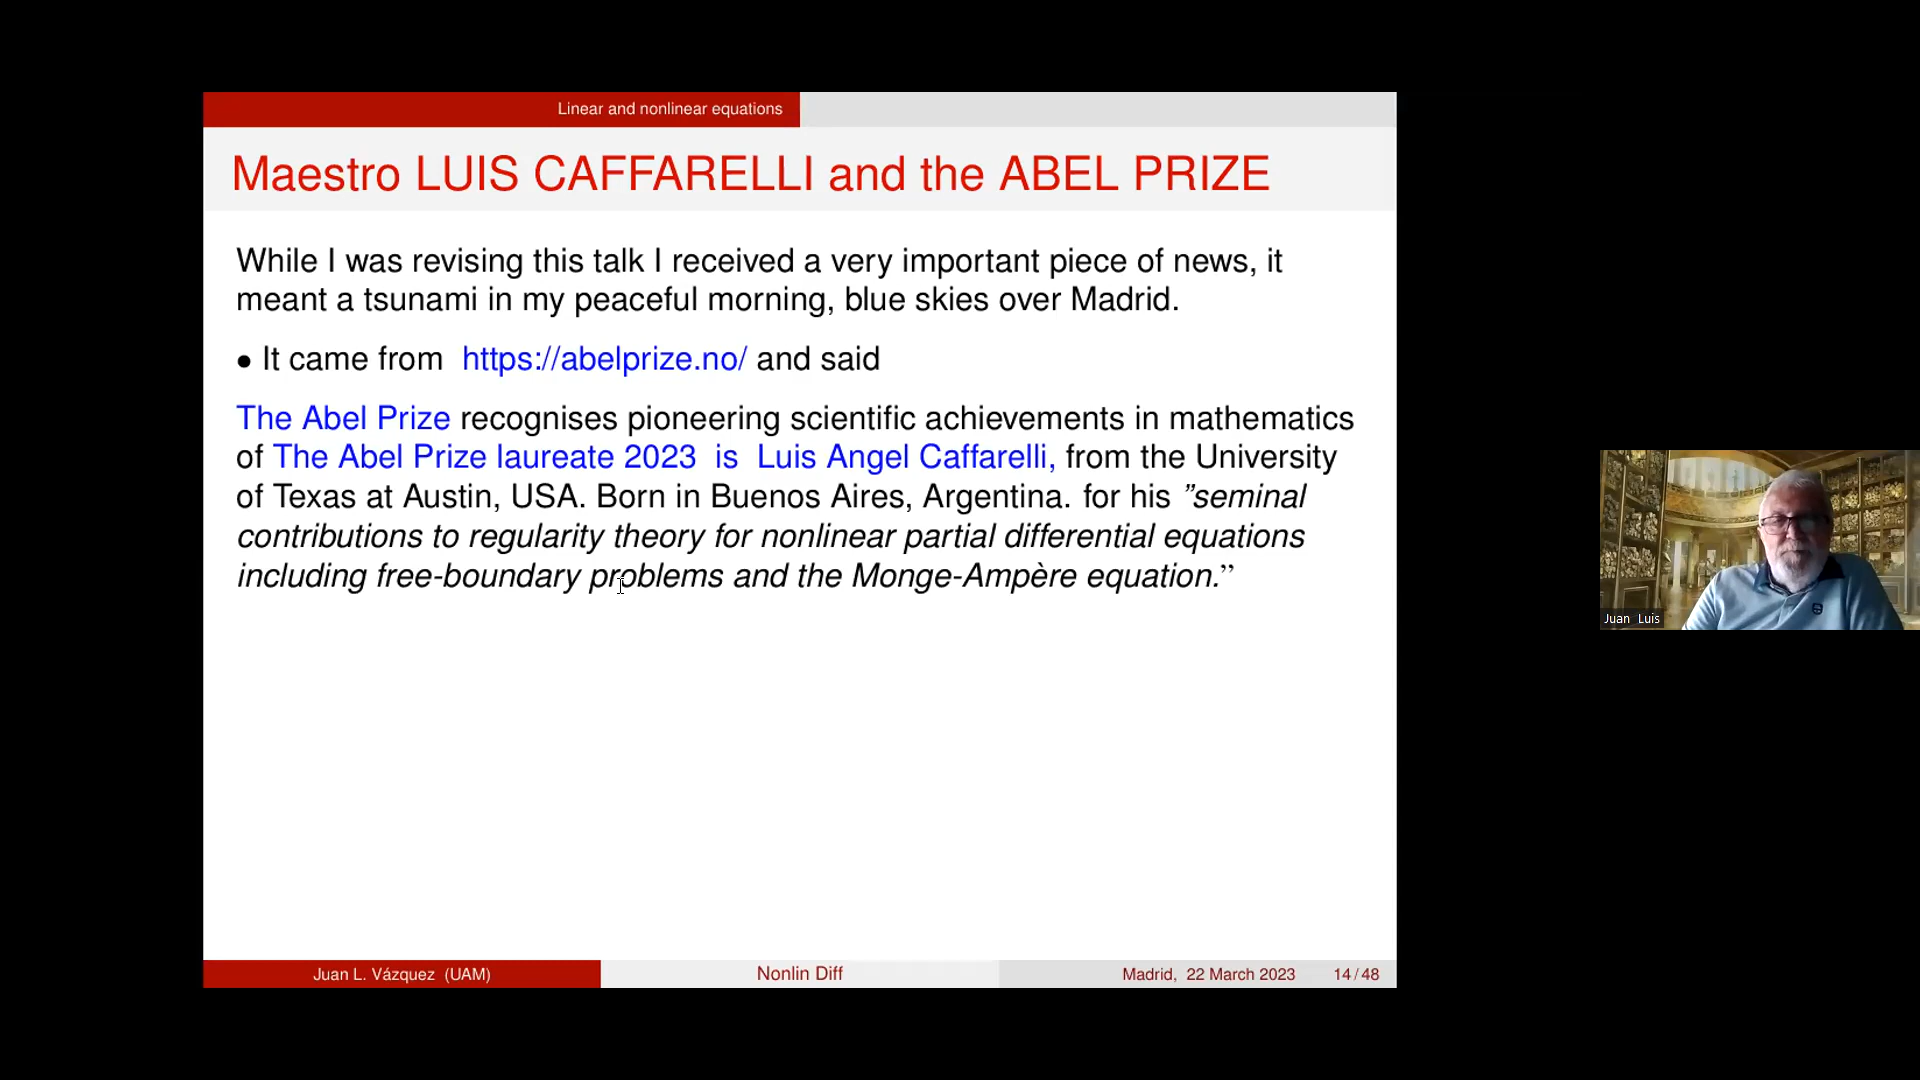 Linear and nonlinear equations
Maestro LUIS CAFFARELLI and the ABEL PRIZE
While I was revising this talk I received a very important piece of news, it
meant a tsunami in my peaceful morning, blue skies over Madrid.
• It came from https://abelprize.no/ and said
The Abel Prize recognises pioneering scientific achievements in mathematics
of The Abel Prize laureate 2023 is Luis Angel Caffarelli, from the University
of Texas at Austin, USA. Born in Buenos Aires, Argentina. for his ”seminal
contributions to regularity theory for nonlinear partial differential equations
including free-boundary problems and the Monge-Ampère equation.”
Juan Luis
Juan L. Vázquez (UAM) Nonlin Diff Madrid, 22 March 2023 14 / 48